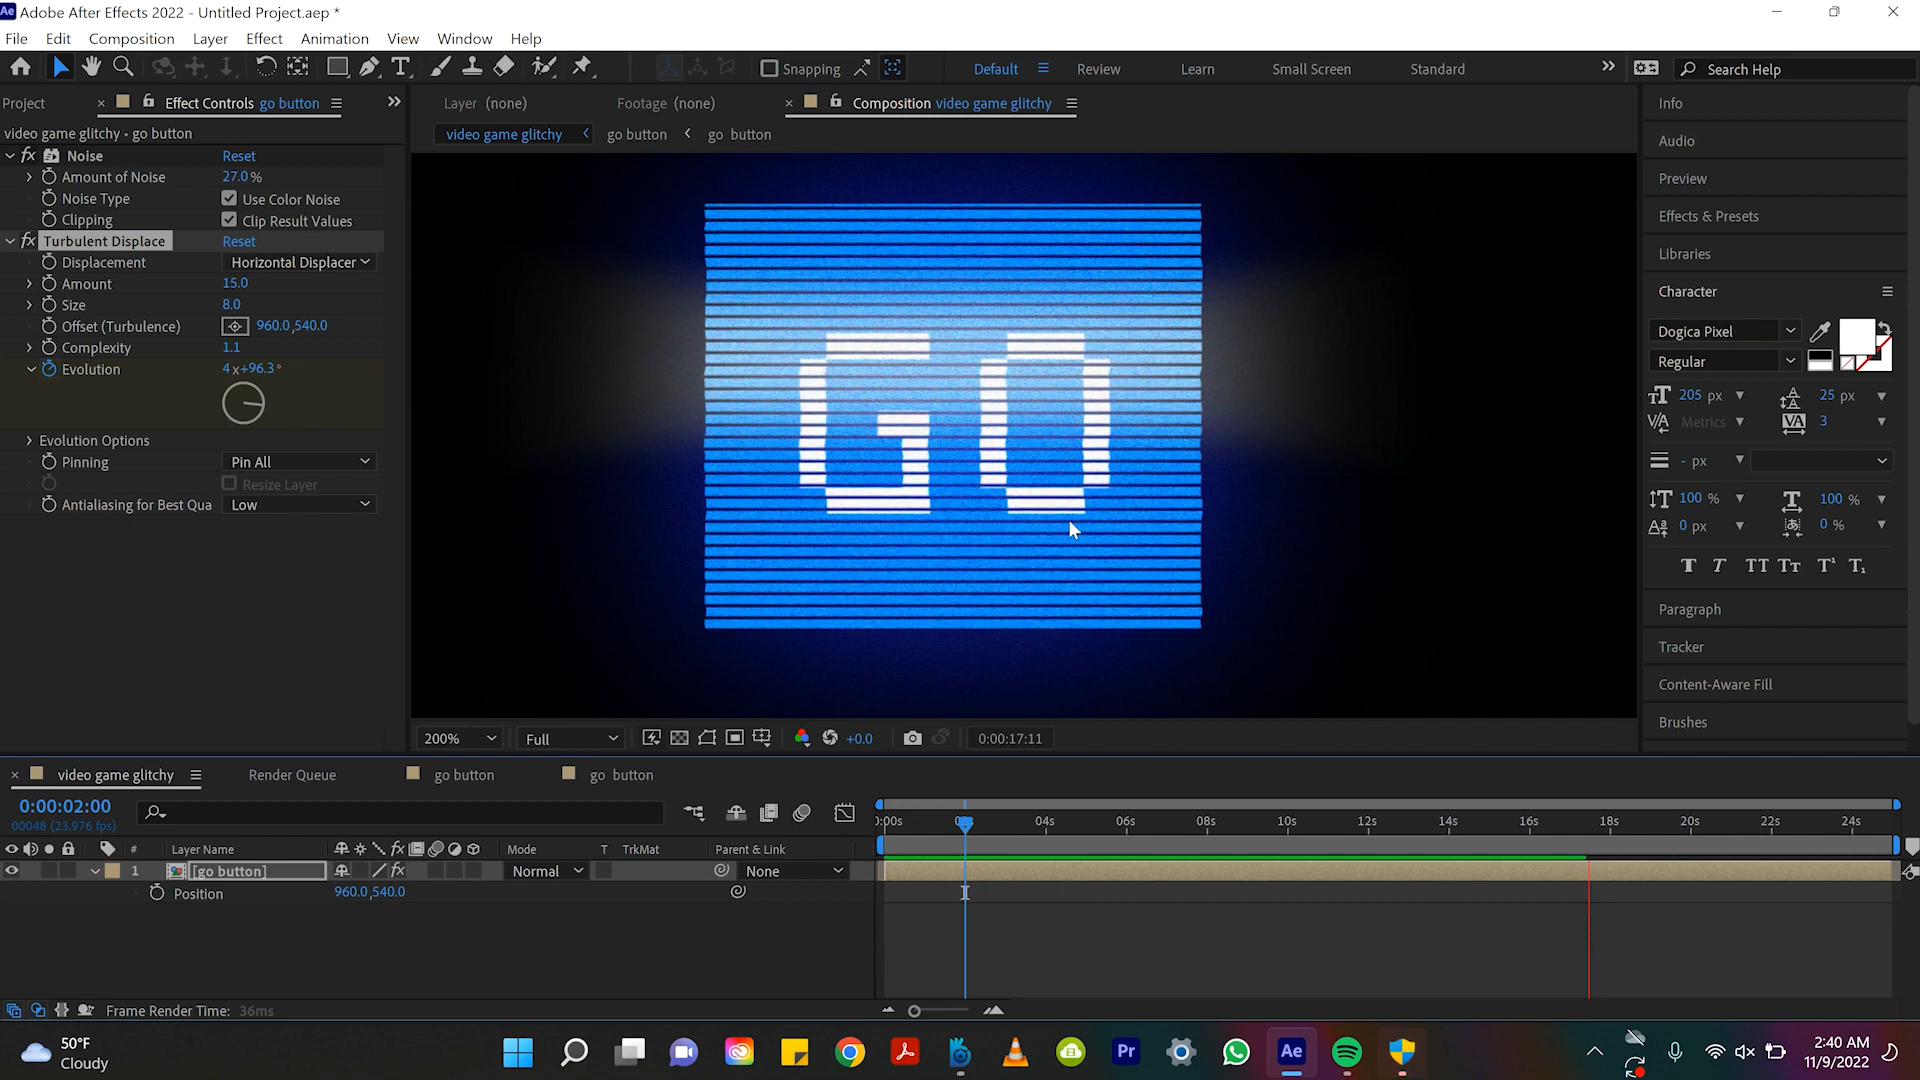 Ae Adobe After Effects 2022 - Untitled Project.aep *
File Edit Composition Layer Effect Animation View Window Help
Snapping Default Review Learn Small Screen Standard Search Help
Project Effect Controls go button Layer (none) Footage (none) Composition video game glitchy Info
video game glitchy • go button video game glitchy go button go button
Noise Reset Audio
Amount of Noise 27.0 % Preview
Noise Type Use Color Noise
Clipping Clip Result Values Effects & Presets
Turbulent Displace Reset Libraries
Displacement Horizontal Displacer
Amount 15.0 Character
Size 8.0
Offset (Turbulence) 960.0,540.0 Dogica Pixel
Complexity 1.1 Regular
Evolution 4 x+96.3 °
GO
205 px 25 px
Metrics 3
Evolution Options
Pinning Pin All - px
Resize Layer
Antialiasing for Best Qua Low 100 % 100 %
0 px 0 %
T T TT Tt T¹ T₁
Paragraph
Tracker
Content-Aware Fill
Brushes
200% Full +0.0 0:00:17:11
video game glitchy Render Queue go button go button
0:00:02:00
00048 (23.976 fps)
:00s 04s 06s 08s 10s 12s 14s 16s 18s 20s 22s 24s
# Layer Name fx Mode T TrkMat Parent & Link
1 [go button] fx Normal None
Position 960.0,540.0
Frame Render Time: 36ms
50°F
Cloudy
Pr Ae
2:40 AM
11/9/2022